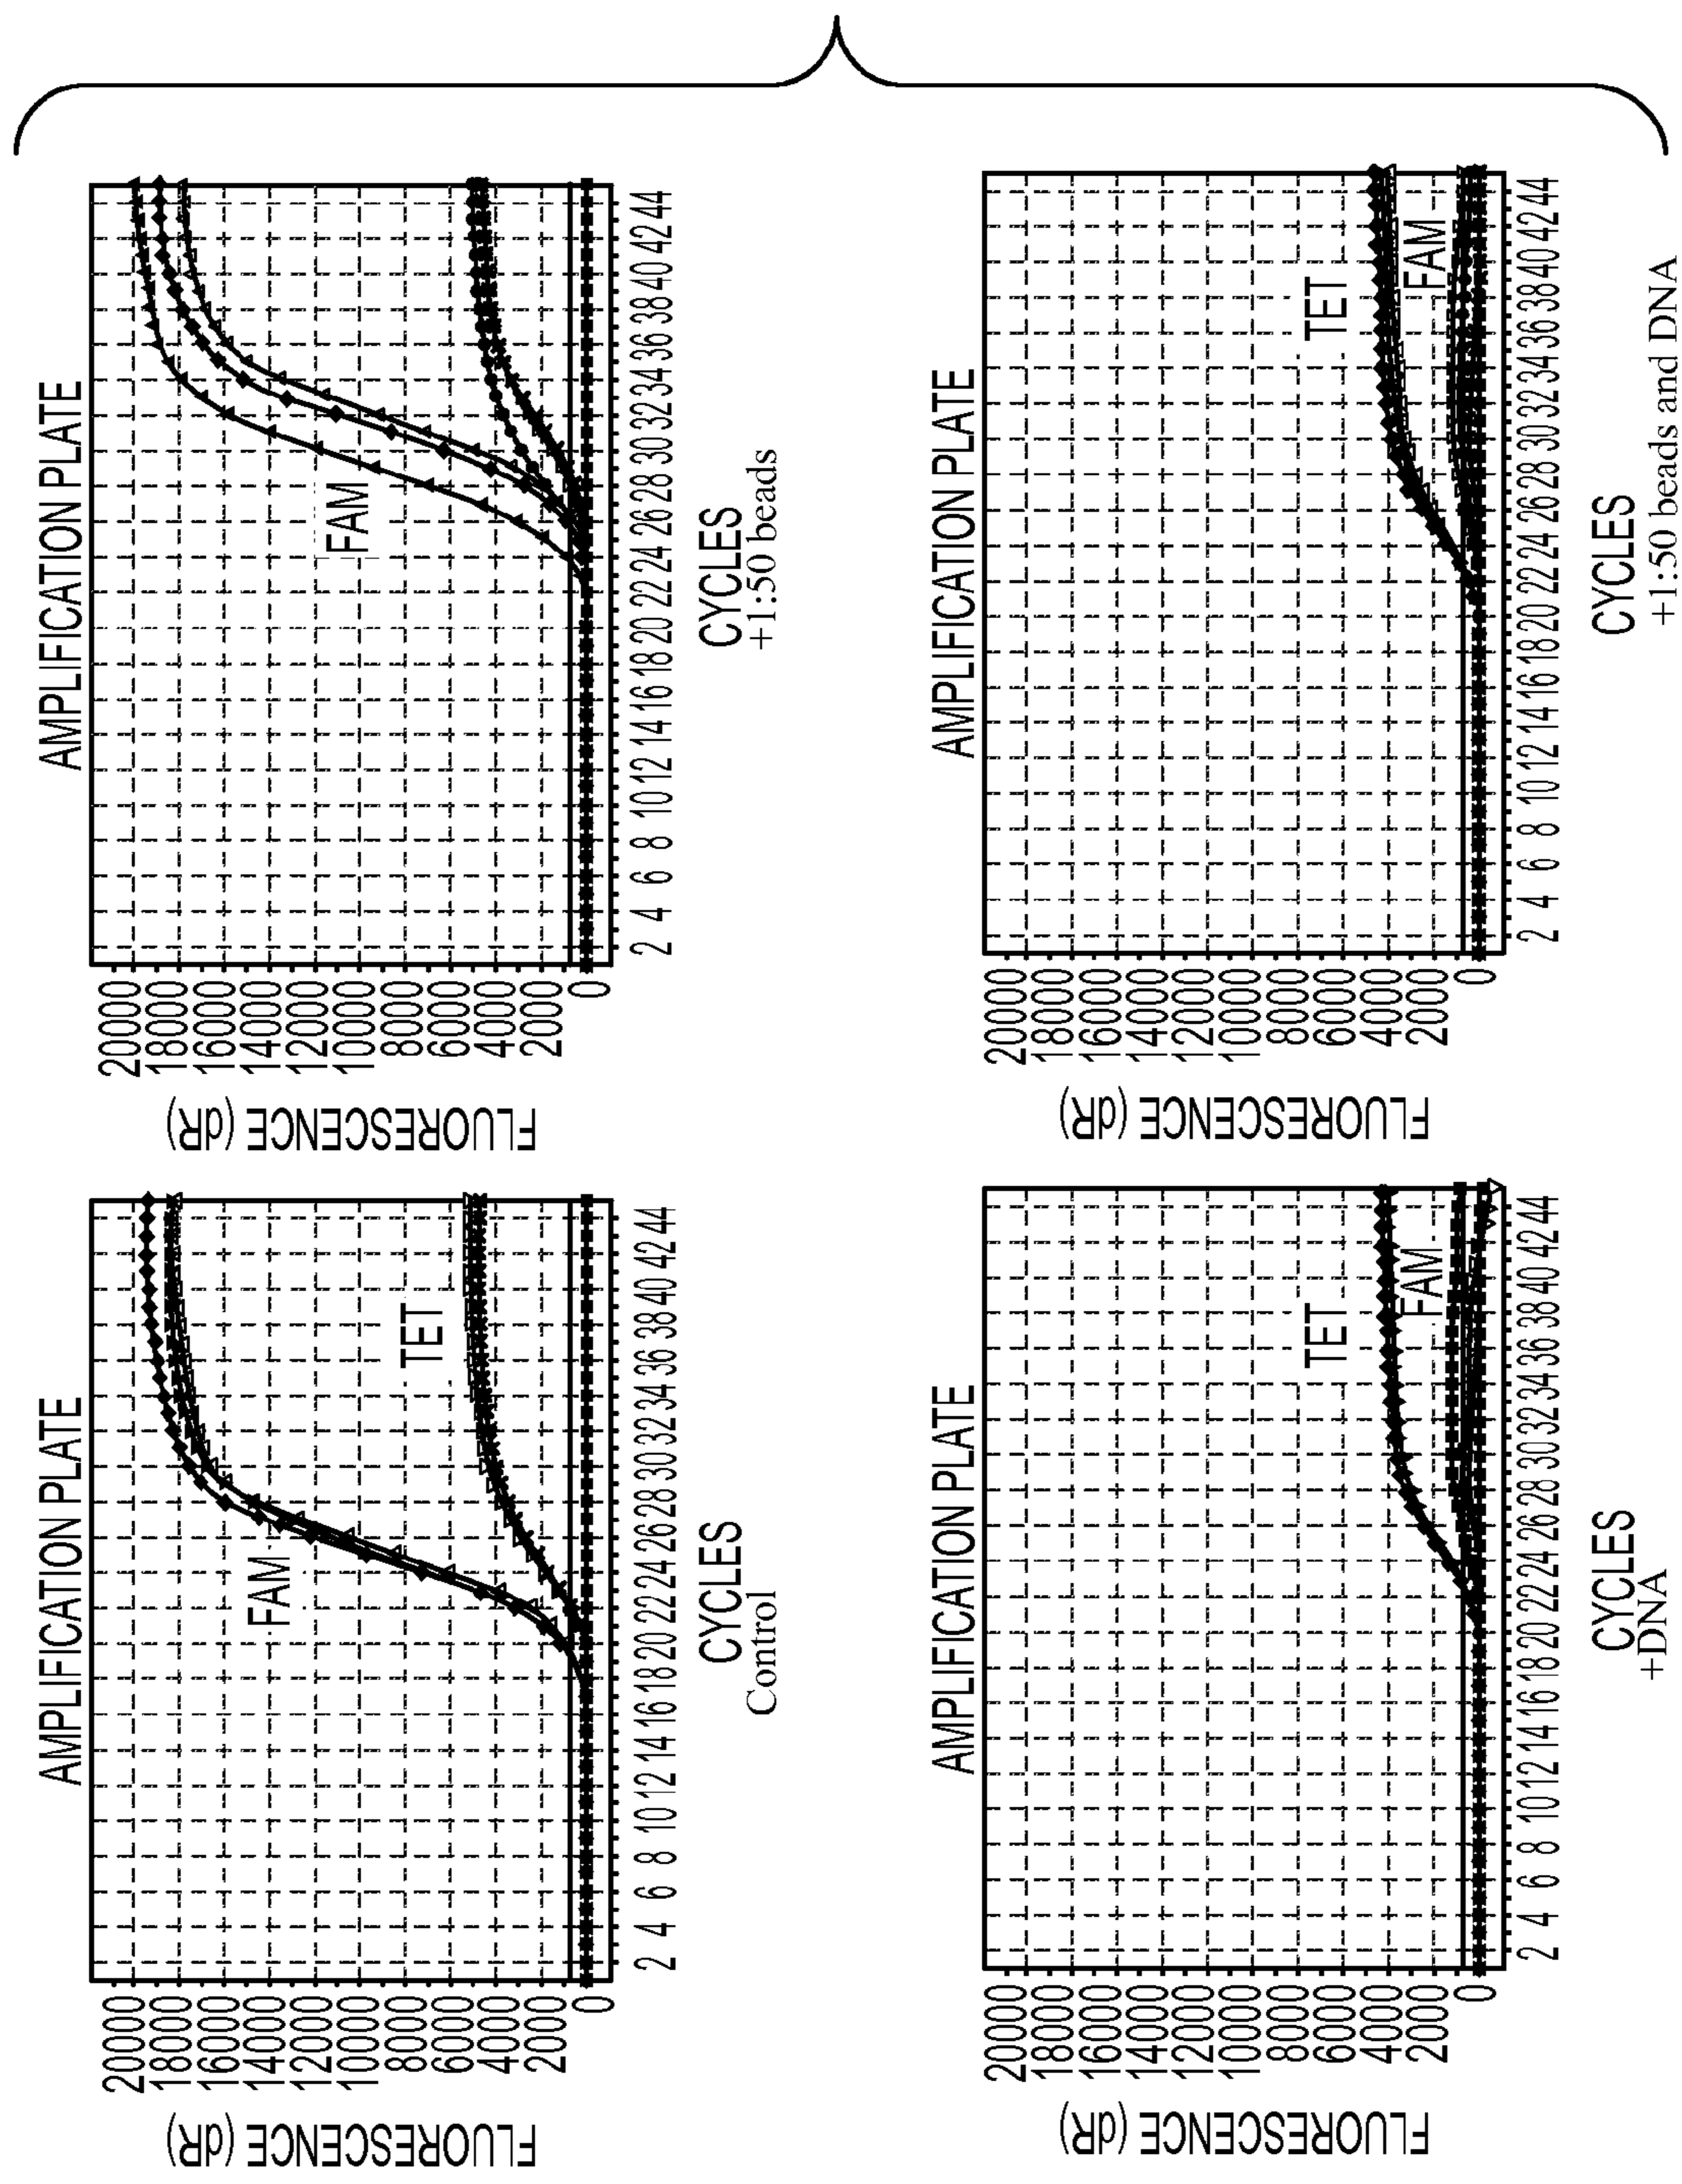 AMPLIFICATION PLATE
FLUORESCENCE (dR)
20000
18000
16000
14000
12000
10000
8000
6000
4000
2000
0
FAM
TET
2 4 6 8 10 12 14 16 18 20 22 24 26 28 30 32 34 36 38 40 42 44
CYCLES
Control
AMPLIFICATION PLATE
FLUORESCENCE (dR)
20000
18000
16000
14000
12000
10000
8000
6000
4000
2000
0
FAM
2 4 6 8 10 12 14 16 18 20 22 24 26 28 30 32 34 36 38 40 42 44
CYCLES
+1:50 beads
AMPLIFICATION PLATE
FLUORESCENCE (dR)
20000
18000
16000
14000
12000
10000
8000
6000
4000
2000
0
TET
FAM
2 4 6 8 10 12 14 16 18 20 22 24 26 28 30 32 34 36 38 40 42 44
CYCLES
+DNA
AMPLIFICATION PLATE
FLUORESCENCE (dR)
20000
18000
16000
14000
12000
10000
8000
6000
4000
2000
0
TET
FAM
2 4 6 8 10 12 14 16 18 20 22 24 26 28 30 32 34 36 38 40 42 44
CYCLES
+1:50 beads and DNA